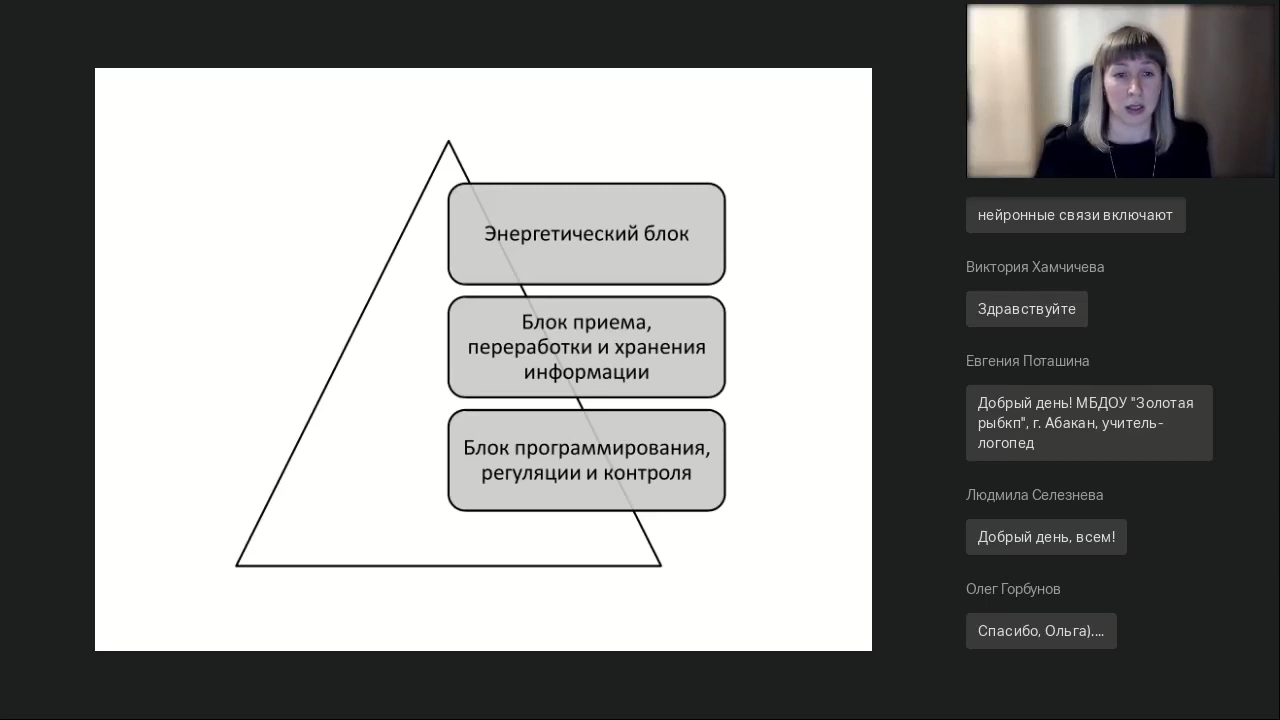 Энергетический блок
Блок приема,
переработки и хранения
информации
Блок программирования,
регуляции и контроля
нейронные связи включают
Виктория Хамчичева
Здравствуйте
Евгения Поташина
Добрый день! МБДОУ "Золотая
рыбкп", г. Абакан, учитель-
логопед
Людмила Селезнева
Добрый день, всем!
Олег Горбунов
Спасибо, Ольга)....